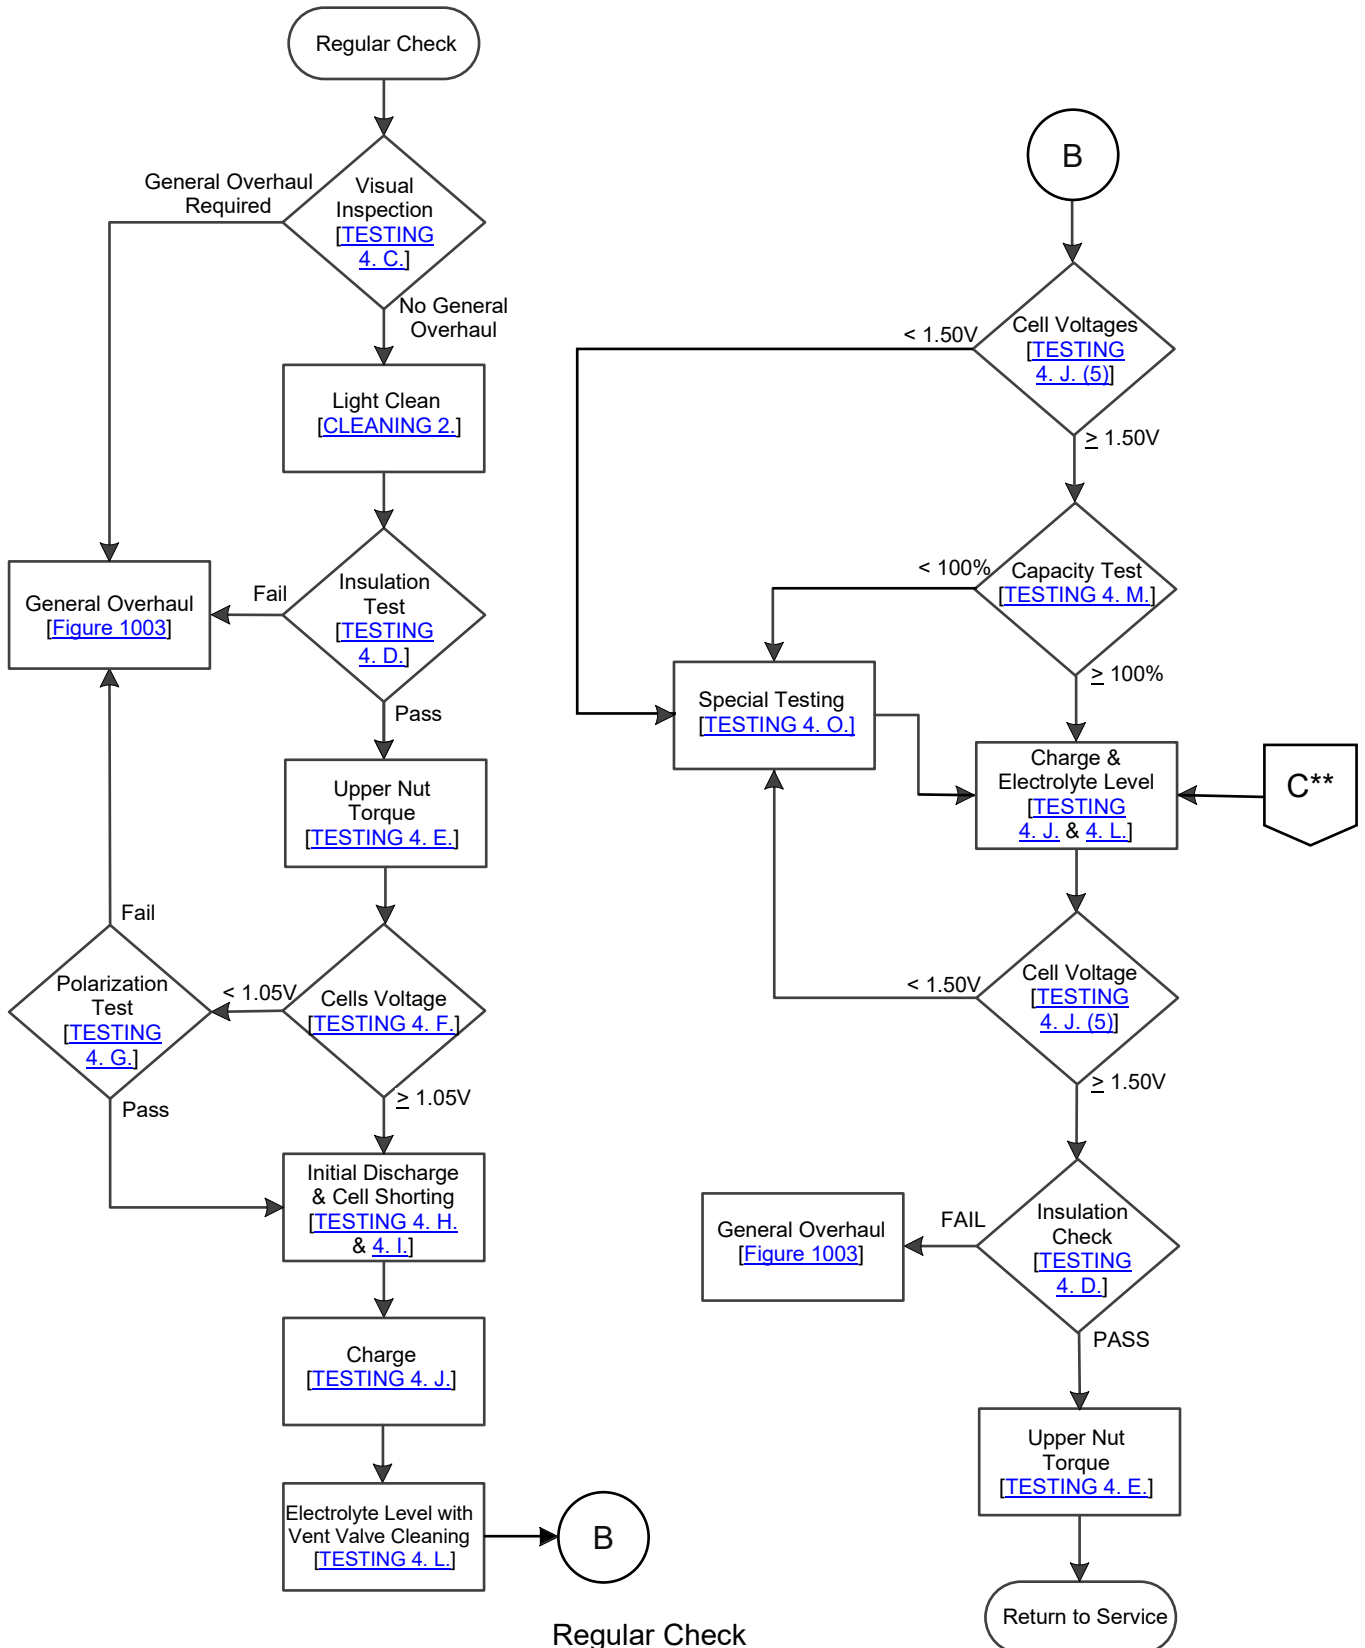 Regular Check
General Overhaul
Required
Visual
Inspection
[TESTING
4. C.]
No General
Overhaul
Light Clean
[CLEANING 2.]
General Overhaul
[Figure 1003]
Fail
Insulation
Test
[TESTING
4. D.]
Pass
Upper Nut
Torque
[TESTING 4. E.]
Fail
Polarization
Test
[TESTING
4. G.]
Pass
< 1.05V
Cells Voltage
[TESTING 4. F.]
≥ 1.05V
Initial Discharge
& Cell Shorting
[TESTING 4. H.
& 4. I.]
Charge
[TESTING 4. J.]
Electrolyte Level with
Vent Valve Cleaning
[TESTING 4. L.]
B
B
< 1.50V
Cell Voltages
[TESTING
4. J. (5)]
≥ 1.50V
< 100%
Capacity Test
[TESTING 4. M.]
≥ 100%
Special Testing
[TESTING 4. O.]
Charge &
Electrolyte Level
[TESTING
4. J. & 4. L.]
C**
< 1.50V
Cell Voltage
[TESTING
4. J. (5)]
≥ 1.50V
General Overhaul
[Figure 1003]
FAIL
Insulation
Check
[TESTING
4. D.]
PASS
Upper Nut
Torque
[TESTING 4. E.]
Return to Service
Regular Check